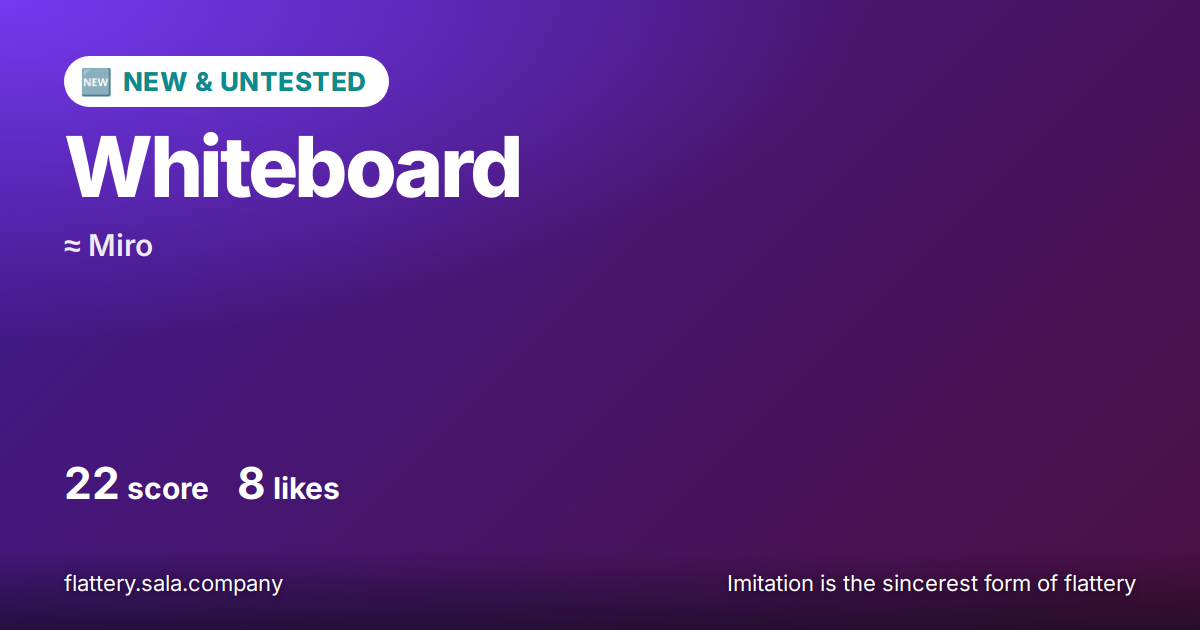 🆕 NEW & UNTESTED
Whiteboard
≈ Miro
22 score 8 likes
flattery.sala.company
Imitation is the sincerest form of flattery